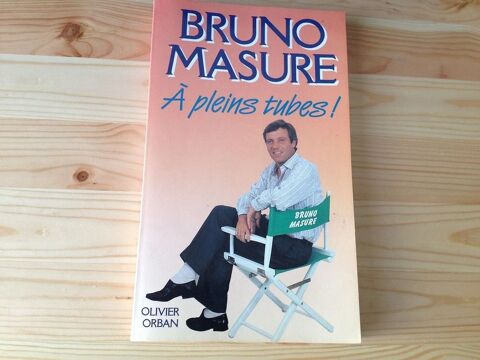 BRUNO
MASURE
À pleins tubes !
BRUNO
MASURE
OLIVIER
ORBAN